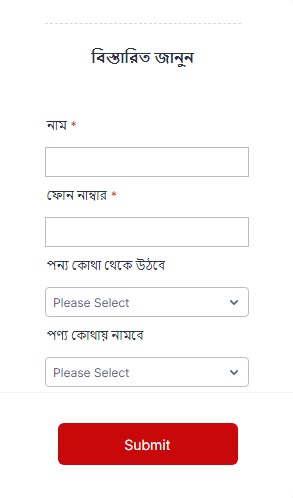 বিস্তারিত জানুন
নাম *
ফোন নাম্বার *
পন্য কোথা থেকে উঠবে
Please Select
পণ্য কোথায় নামবে
Please Select
Submit